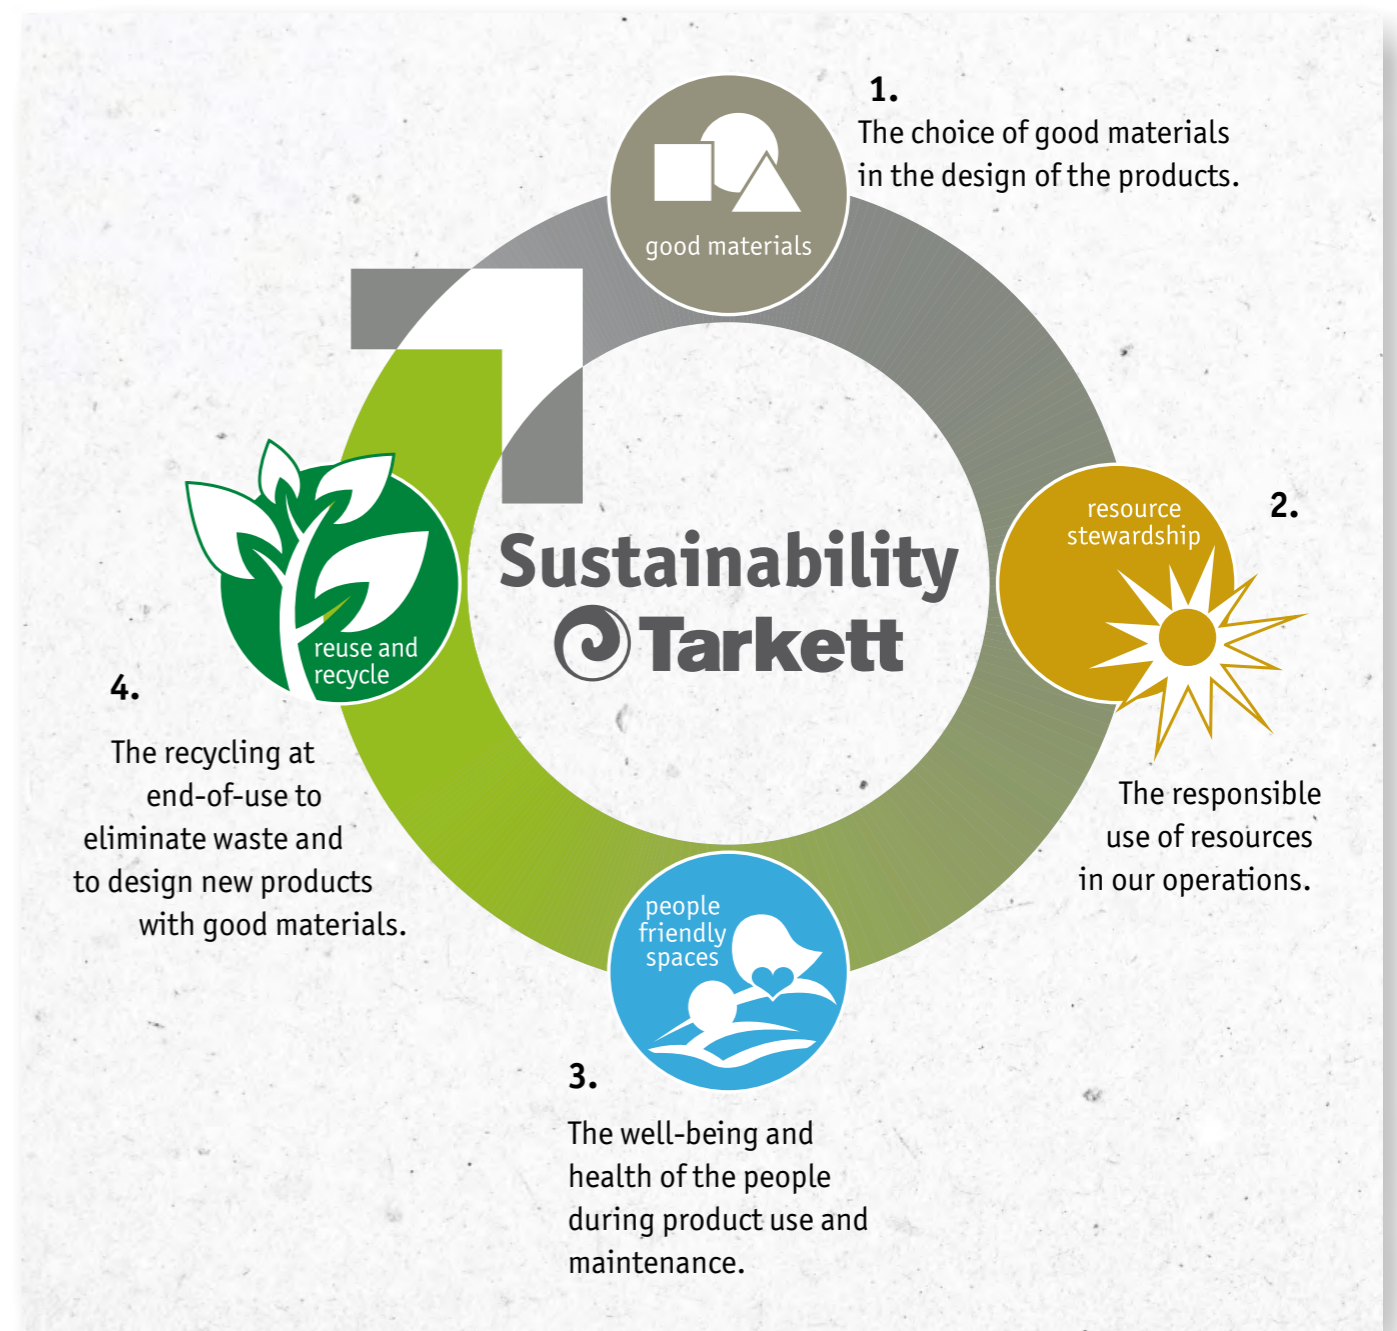 1.
The choice of good materials
in the design of the products.
good materials
resource
stewardship
2.
The responsible
use of resources
in our operations.
Sustainability
Tarkett
people
friendly
spaces
3.
The well-being and
health of the people
during product use and
maintenance.
reuse and
recycle
4.
The recycling at
end-of-use to
eliminate waste and
to design new products
with good materials.